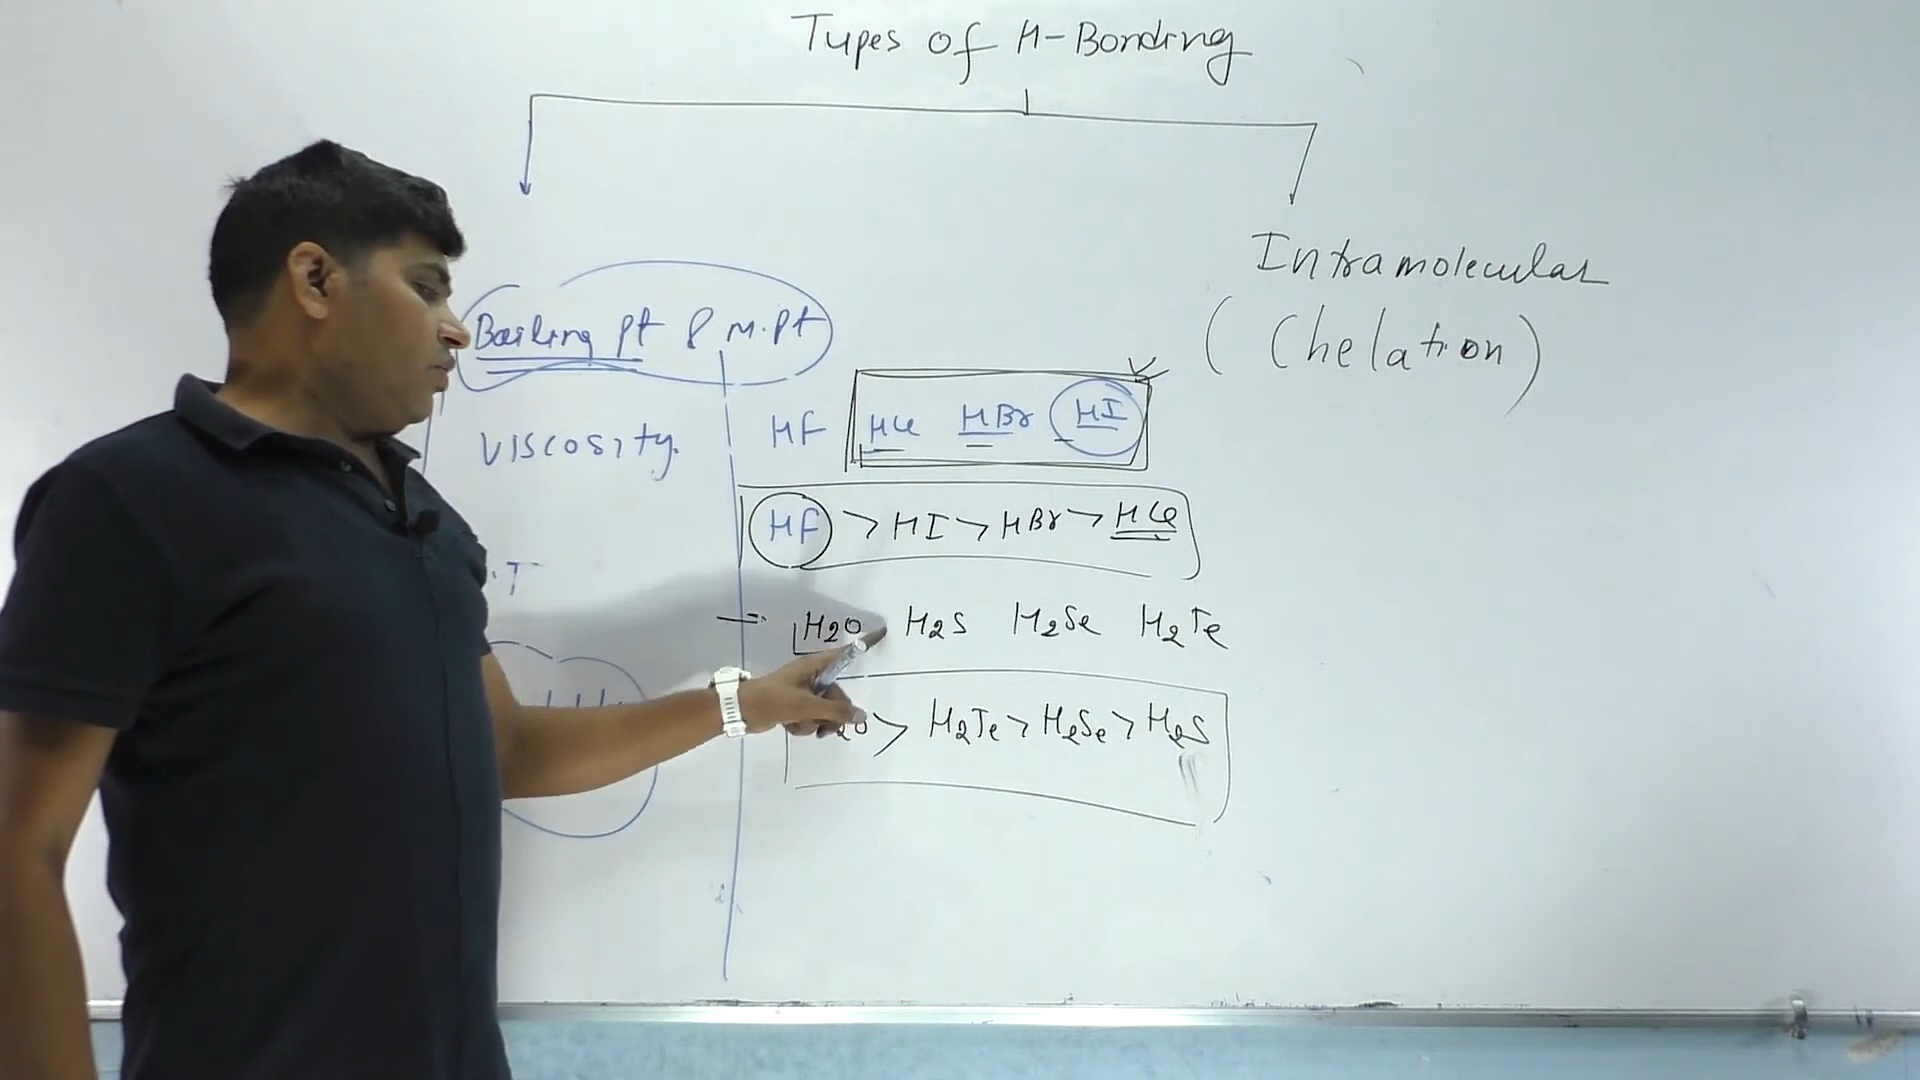 Types of H-Bonding
Intramolecular
(Chelation)
Boiling pt & M.pt
VISCOSITY.
HF HCl HBr HI
HF > HI > HBr > HCl
.T
H2O H2S H2Se H2Te
2O > H2Te > H2Se > H2S